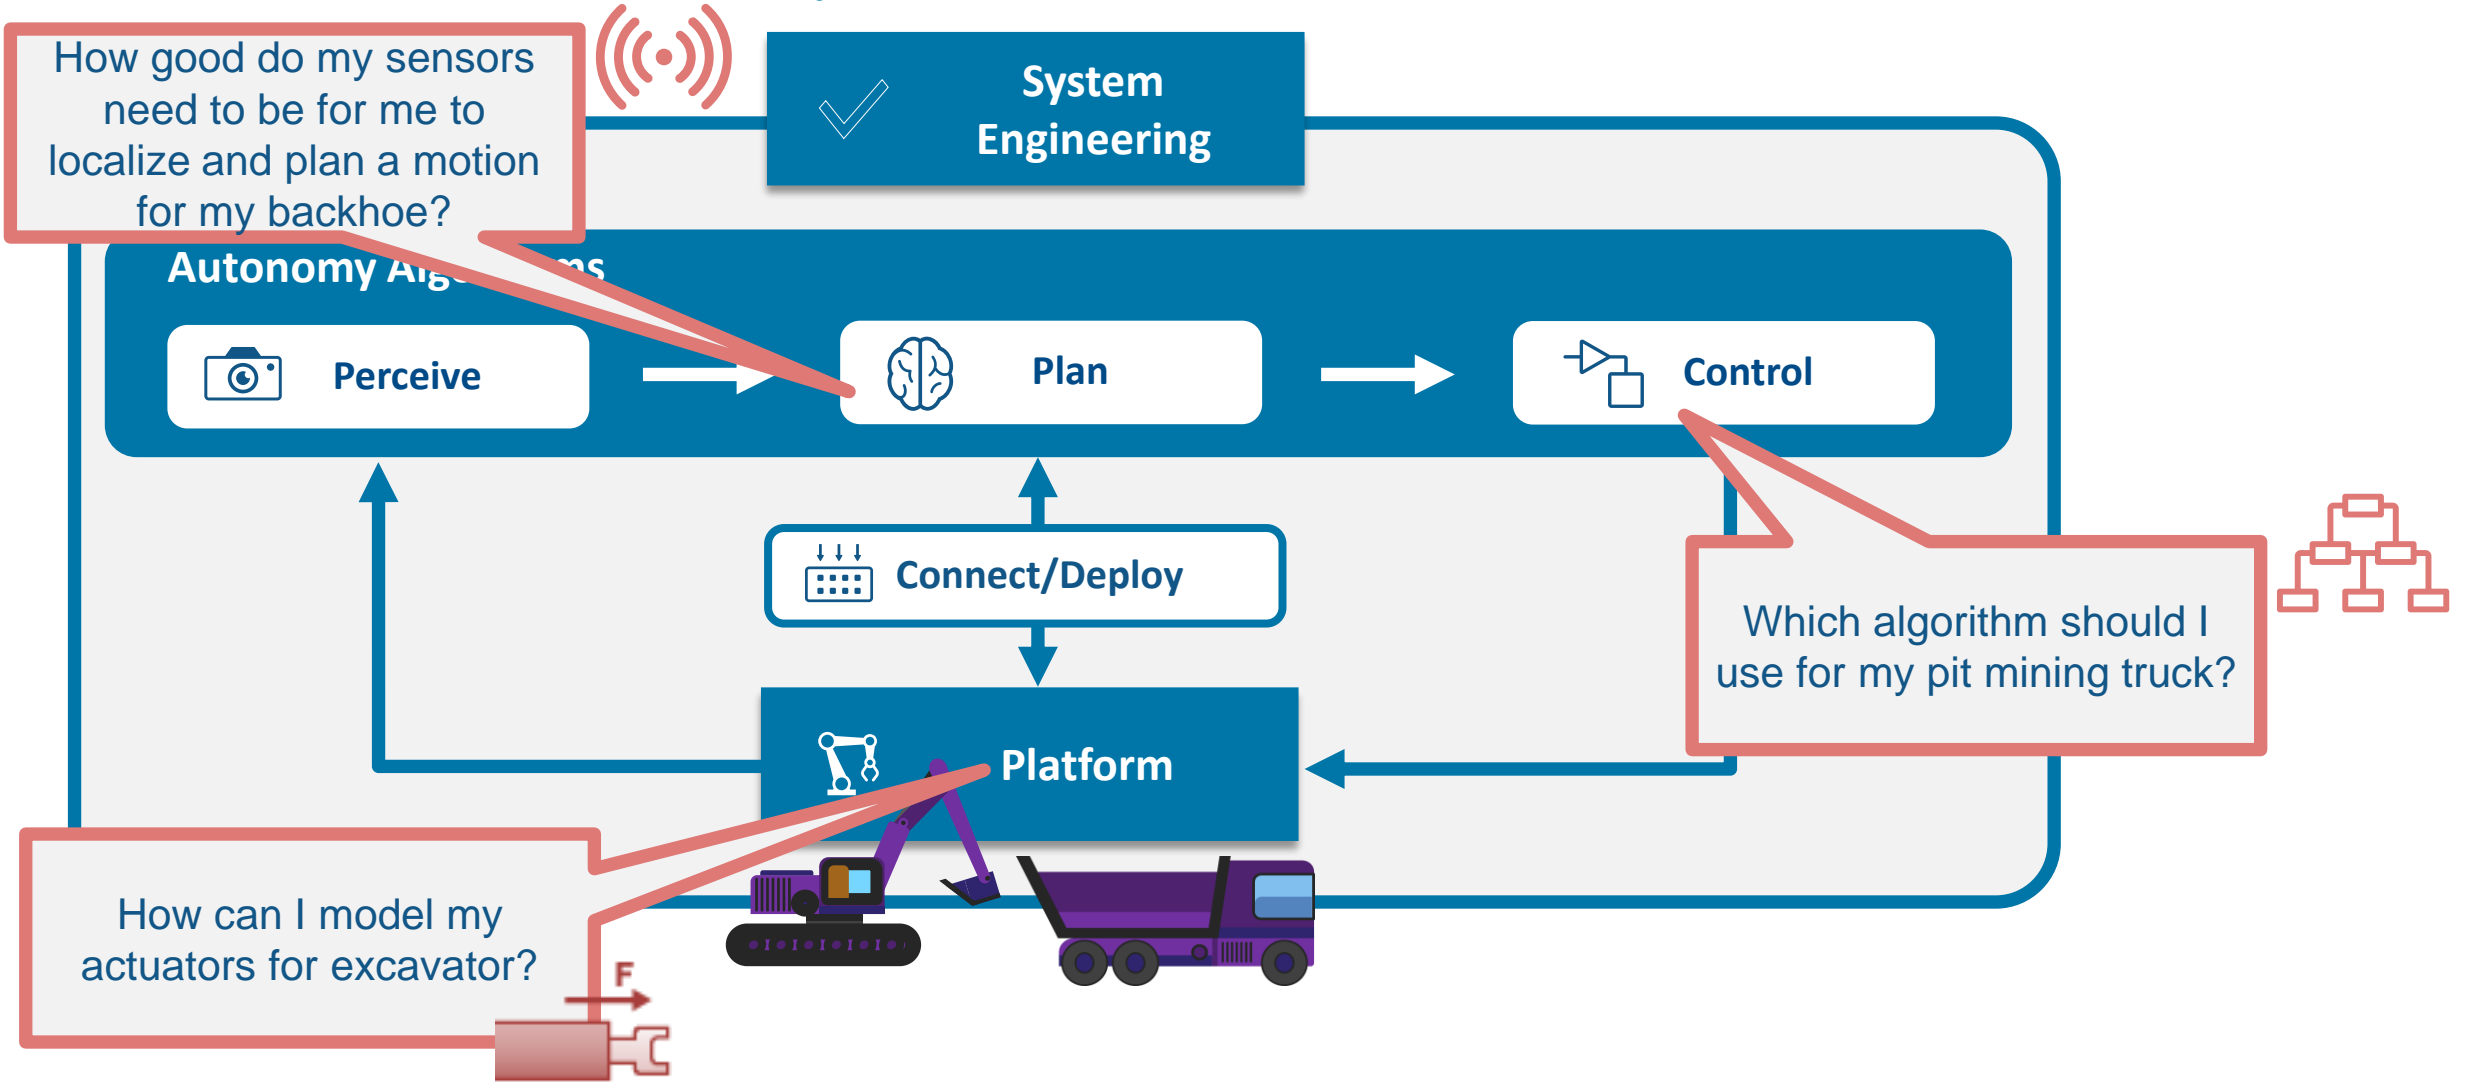 How good do my sensors
need to be for me to
localize and plan a motion
for my backhoe?
System
Engineering
Autonomy
Perceive
Plan
Control
Connect/Deploy
Which algorithm should I
use for my pit mining truck?
Platform
How can I model my
actuators for excavator?
F